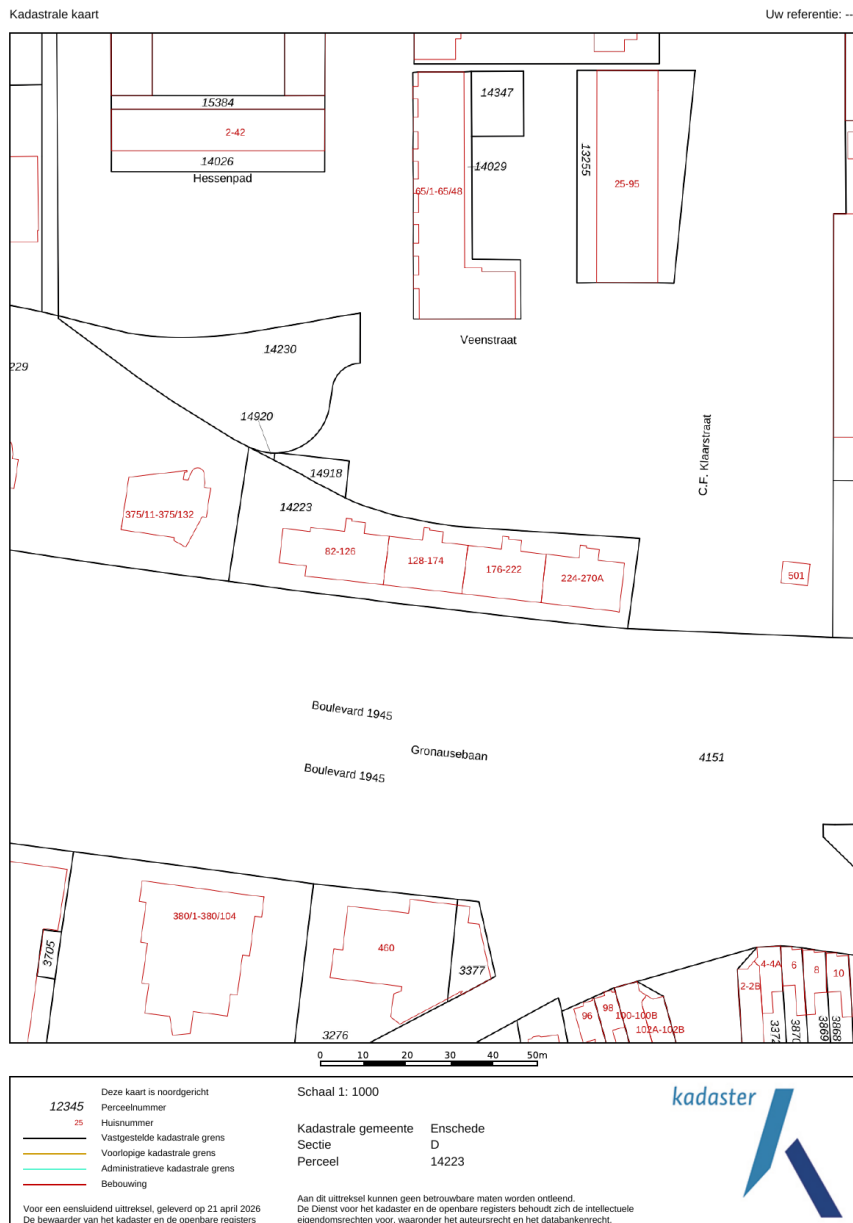 Kadastrale kaart
Uw referentie: --
15384
2-42
14026
Hessenpad
14347
14029
65/1-65/48
13255
25-95
Veenstraat
14230
229
14920
14918
14223
C.F. Klaarstraat
375/11-375/132
82-126
128-174
176-222
224-270A
501
Boulevard 1945
Gronausebaan
4151
Boulevard 1945
380/1-380/104
460
3705
3377
3276
96
98
100-100B
102A-102B
2-2B
4-4A
6
8
10
3869
3868
0 10 20 30 40 50m
Deze kaart is noordgericht
12345 Perceelnummer
25 Huisnummer
Vastgestelde kadastrale grens
Voorlopige kadastrale grens
Administratieve kadastrale grens
Bebouwing
Voor een eensluidend uittreksel, geleverd op 21 april 2026
De bewaarder van het kadaster en de openbare registers
Schaal 1: 1000
Kadastrale gemeente Enschede
Sectie D
Perceel 14223
Aan dit uittreksel kunnen geen betrouwbare maten worden ontleend.
De Dienst voor het kadaster en de openbare registers behoudt zich de intellectuele
eigendomsrechten voor, waaronder het auteursrecht en het databankenrecht.
kadaster